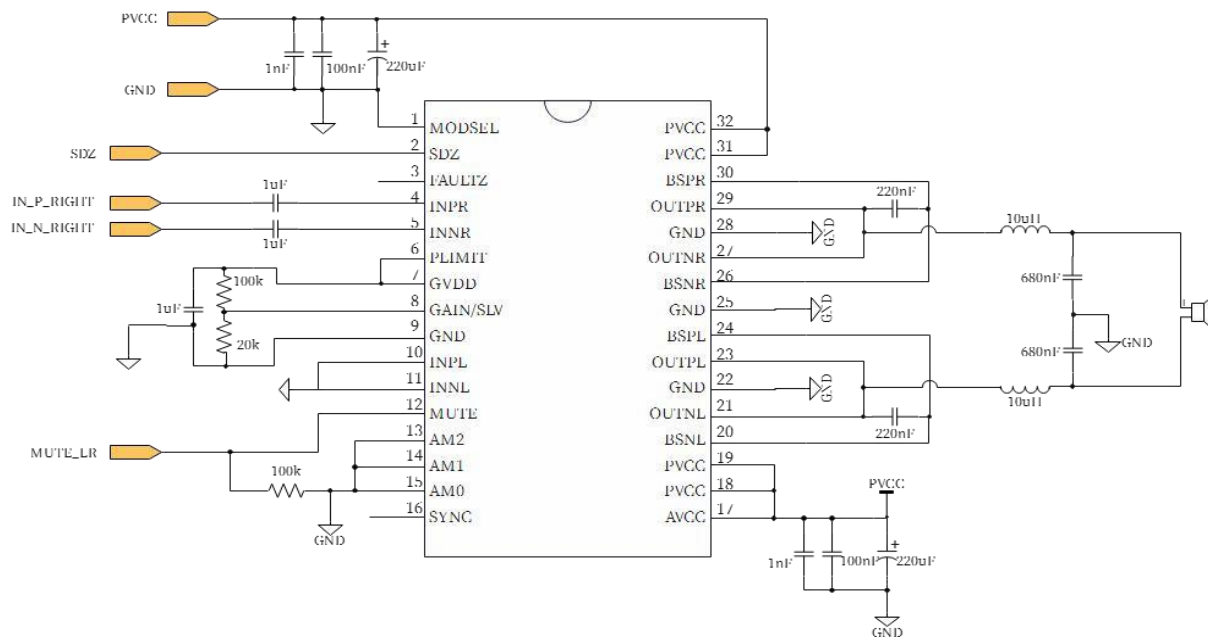 PVCC
1nF
100nF
+
220uF
GND
1
MODSEL
PVCC
32
SDZ
2
SDZ
PVCC
31
3
FAULTZ
BSPR
30
IN_P_RIGHT
1uF
4
INPR
OUTPR
29
220nF
IN_N_RIGHT
1uF
5
INNR
GND
28
GND
10uH
6
PLIMIT
OUTNR
27
100k
7
GVDD
BSNR
26
680nF
1uF
8
GAIN/SLV
GND
25
GND
20k
9
GND
BSPL
24
GND
10
INPL
OUTPL
23
680nF
11
INNL
GND
22
GND
10uH
12
MUTE
OUTNL
21
220nF
13
AM2
BSNL
20
MUTE_LR
14
AM1
PVCC
19
100k
15
AM0
PVCC
18
PVCC
GND
16
SYNC
AVCC
17
1nF
100nF
+
220uF
GND
1